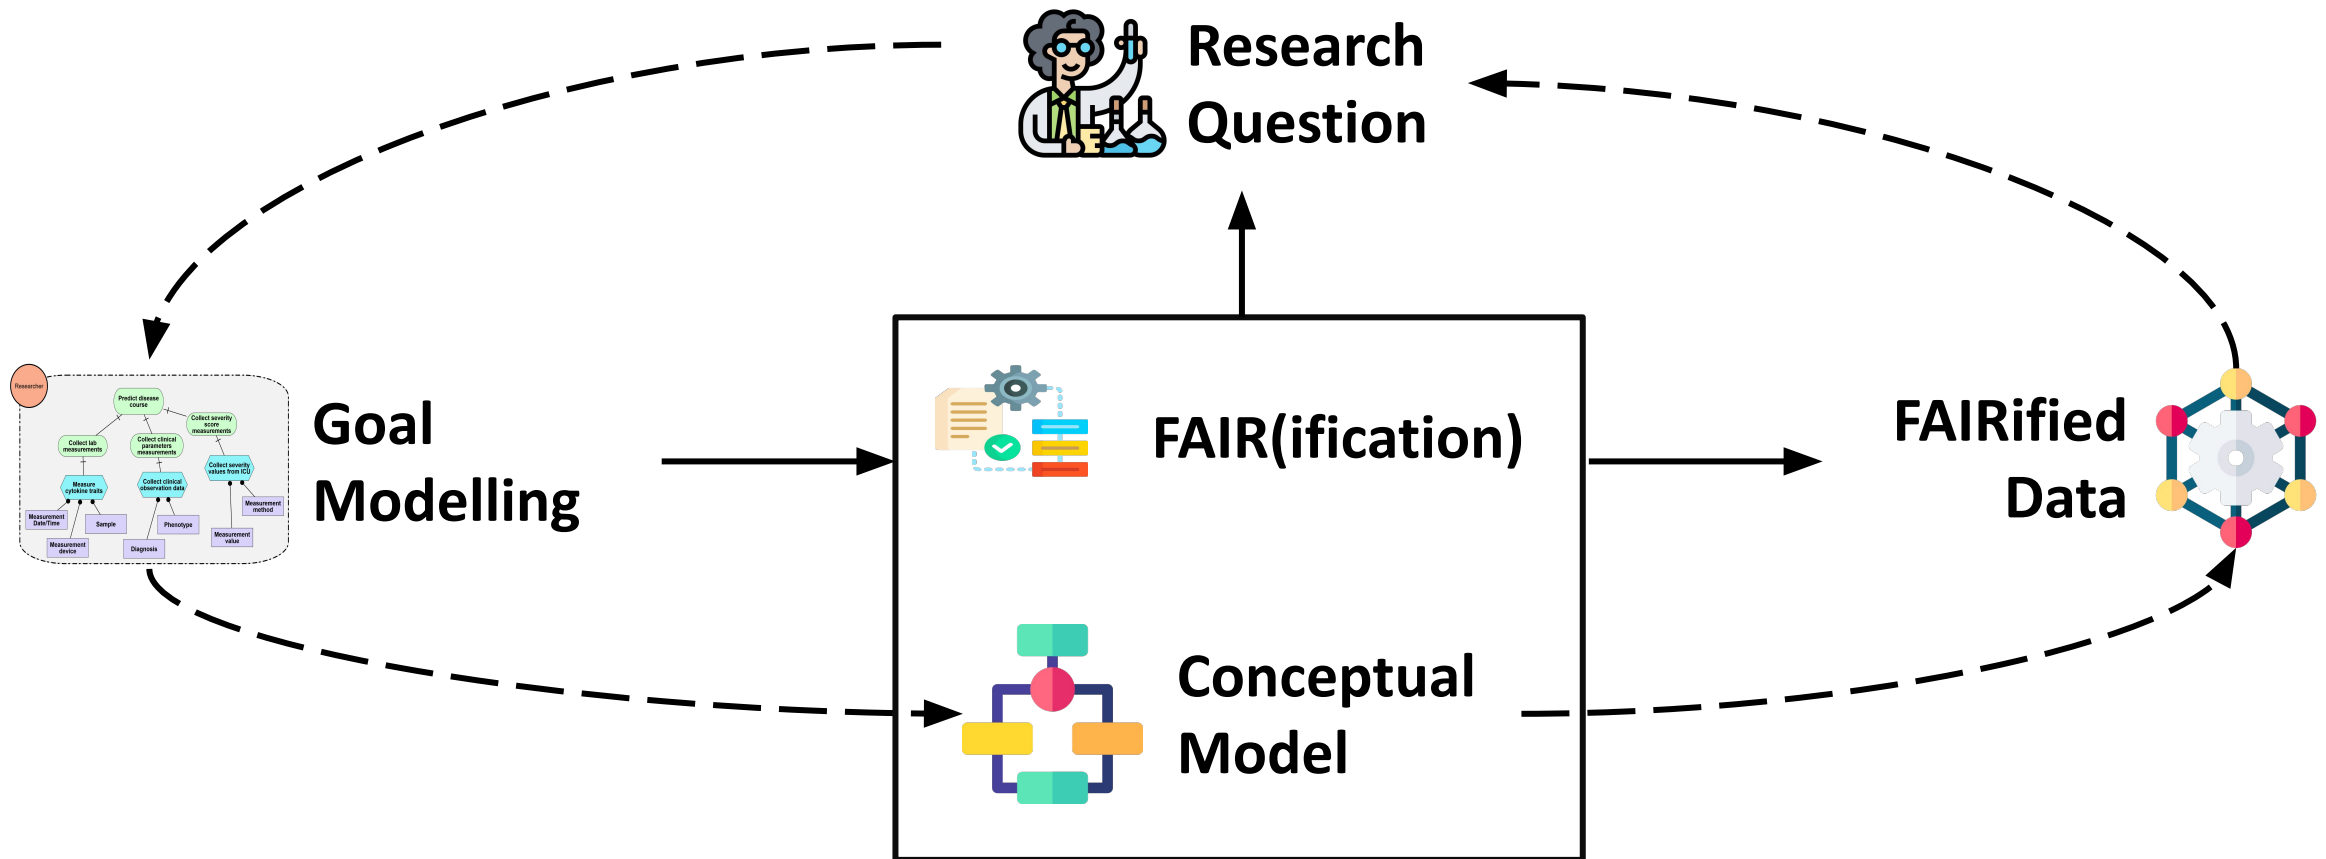 Research
Question
Researcher
Predict disease
course
Collect severity
score
measurements
Collect lab
measurements
Collect clinical
parameters
measurements
Collect severity
values from ICU
Measure
cytokine traits
Collect clinical
observation data
Measurement
method
Measurement
Date/Time
Sample
Phenotype
Measurement
value
Measurement
device
Diagnosis
Goal
Modelling
FAIR(ification)
Conceptual
Model
FAIRified
Data